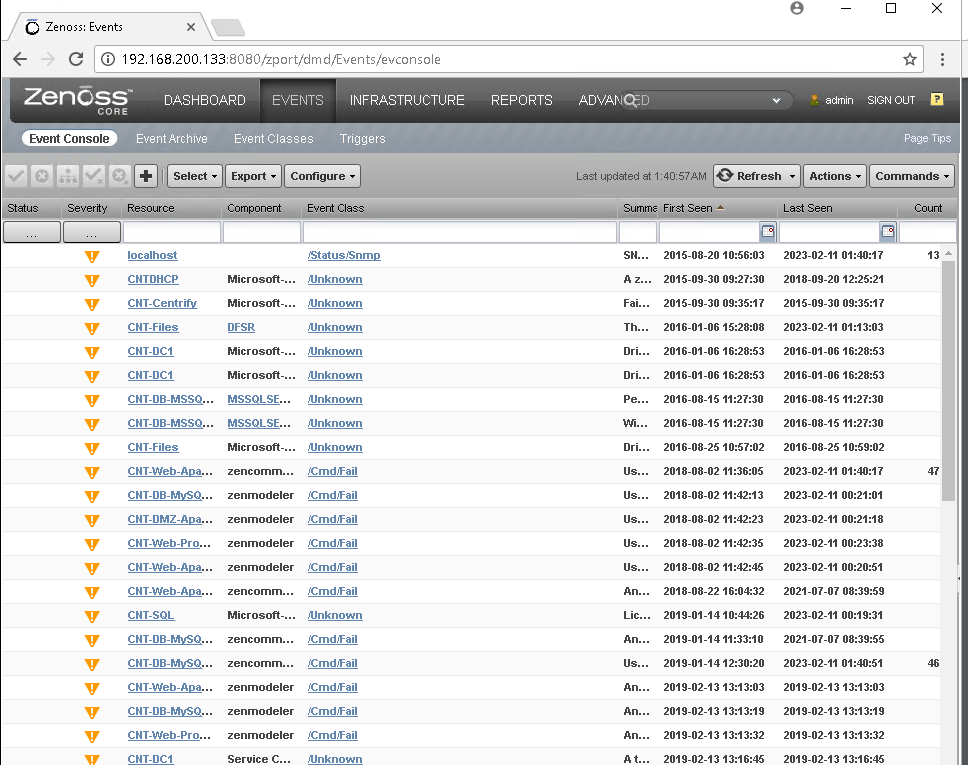 Zenoss: Events
192.168.200.133:8080/zport/dmd/Events/evconsole
Zenoss CORE DASHBOARD EVENTS INFRASTRUCTURE REPORTS ADVANCED admin SIGN OUT ?
Event Console Event Archive Event Classes Triggers Page Tips
Select Export Configure Last updated at 1:40:57AM Refresh Actions Commands
Status Severity Resource Component Event Class Summa First Seen Last Seen Count
... ...
localhost /Status/Snmp SN... 2015-08-20 10:56:03 2023-02-11 01:40:17 13
CNTDHCP Microsoft-... /Unknown A z... 2015-09-30 09:27:30 2018-09-20 12:25:21
CNT-Centrify /Unknown Fai... 2015-09-30 09:35:17 2015-09-30 09:35:17
CNT-Files DFSR /Unknown Th... 2016-01-06 15:28:08 2023-02-11 01:13:03
CNT-DC1 Microsoft-... /Unknown Dri... 2016-01-06 16:28:53 2016-01-06 16:28:53
CNT-DC1 Microsoft-... /Unknown Dri... 2016-01-06 16:28:53 2016-01-06 16:28:53
CNT-DB-MSSQ... MSSQLSE... /Unknown Pe... 2016-08-15 11:27:30 2016-08-15 11:27:30
CNT-DB-MSSQ... MSSQLSE... /Unknown Wi... 2016-08-15 11:27:30 2016-08-15 11:27:30
CNT-Files Microsoft-... /Unknown Dri... 2016-08-25 10:57:02 2016-08-25 10:59:02
CNT-Web-Apa... zencomm... /Cmd/Fail Us... 2018-08-02 11:36:05 2023-02-11 01:40:17 47
CNT-DB-MySQ... zenmodeler /Cmd/Fail Us... 2018-08-02 11:42:13 2023-02-11 00:21:01
CNT-DMZ-Apa... zenmodeler /Cmd/Fail Us... 2018-08-02 11:42:23 2023-02-11 00:21:18
CNT-Web-Pro... zenmodeler /Cmd/Fail Us... 2018-08-02 11:42:35 2023-02-11 00:23:38
CNT-Web-Apa... zenmodeler /Cmd/Fail Us... 2018-08-02 11:42:45 2023-02-11 00:20:51
CNT-Web-Apa... zencomm... /Cmd/Fail An... 2018-08-22 16:04:32 2021-07-07 08:39:59
CNT-SQL Microsoft-... /Unknown Lic... 2019-01-14 10:44:26 2023-02-11 00:19:31
CNT-DB-MySQ... zencomm... /Cmd/Fail An... 2019-01-14 11:33:10 2021-07-07 08:39:55
CNT-DB-MySQ... zencomm... /Cmd/Fail Us... 2019-01-14 12:30:20 2023-02-11 01:40:51 46
CNT-Web-Apa... zenmodeler /Cmd/Fail An... 2019-02-13 13:13:03 2019-02-13 13:13:03
CNT-DB-MySQ... zenmodeler /Cmd/Fail An... 2019-02-13 13:13:19 2019-02-13 13:13:19
CNT-Web-Pro... zenmodeler /Cmd/Fail An... 2019-02-13 13:13:32 2019-02-13 13:13:32
CNT-DC1 Service C... /Unknown A t... 2019-02-13 13:16:45 2019-02-13 13:16:45